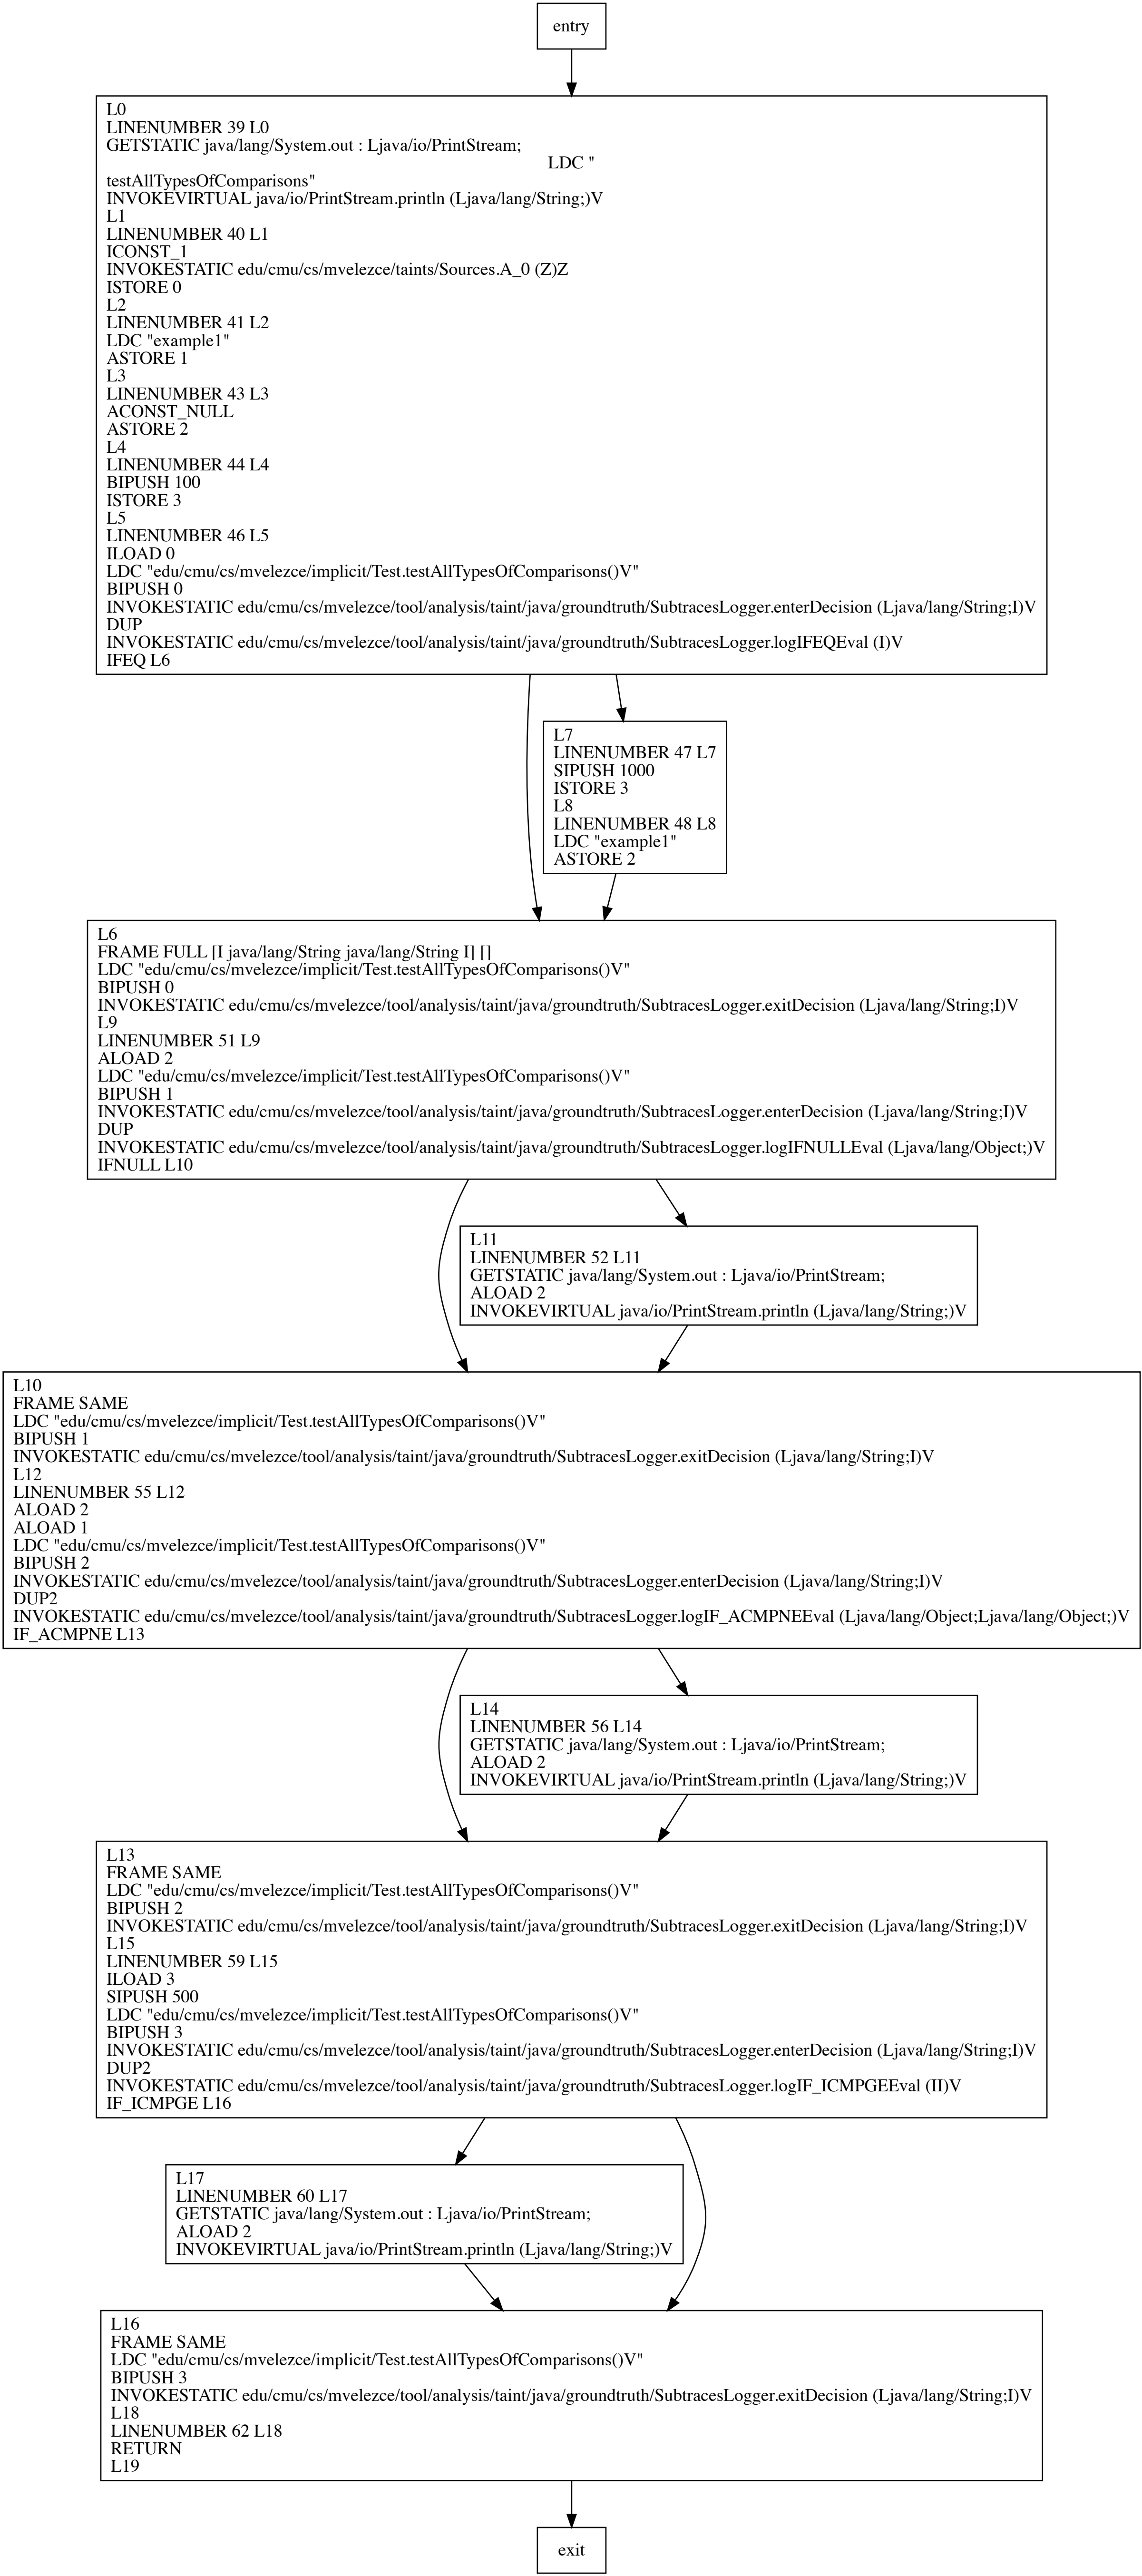 entry
L0
LINENUMBER 39 L0
GETSTATIC java/lang/System.out : Ljava/io/PrintStream;
LDC "
testAllTypesOfComparisons"
INVOKEVIRTUAL java/io/PrintStream.println (Ljava/lang/String;)V
L1
LINENUMBER 40 L1
ICONST_1
INVOKESTATIC edu/cmu/cs/mvelezce/taints/Sources.A_0 (Z)Z
ISTORE 0
L2
LINENUMBER 41 L2
LDC "example1"
ASTORE 1
L3
LINENUMBER 43 L3
ACONST_NULL
ASTORE 2
L4
LINENUMBER 44 L4
BIPUSH 100
ISTORE 3
L5
LINENUMBER 46 L5
ILOAD 0
LDC "edu/cmu/cs/mvelezce/implicit/Test.testAllTypesOfComparisons()V"
BIPUSH 0
INVOKESTATIC edu/cmu/cs/mvelezce/tool/analysis/taint/java/groundtruth/SubtracesLogger.enterDecision (Ljava/lang/String;I)V
DUP
INVOKESTATIC edu/cmu/cs/mvelezce/tool/analysis/taint/java/groundtruth/SubtracesLogger.logIFEQEval (I)V
IFEQ L6
L7
LINENUMBER 47 L7
SIPUSH 1000
ISTORE 3
L8
LINENUMBER 48 L8
LDC "example1"
ASTORE 2
L6
FRAME FULL [I java/lang/String java/lang/String I] []
LDC "edu/cmu/cs/mvelezce/implicit/Test.testAllTypesOfComparisons()V"
BIPUSH 0
INVOKESTATIC edu/cmu/cs/mvelezce/tool/analysis/taint/java/groundtruth/SubtracesLogger.exitDecision (Ljava/lang/String;I)V
L9
LINENUMBER 51 L9
ALOAD 2
LDC "edu/cmu/cs/mvelezce/implicit/Test.testAllTypesOfComparisons()V"
BIPUSH 1
INVOKESTATIC edu/cmu/cs/mvelezce/tool/analysis/taint/java/groundtruth/SubtracesLogger.enterDecision (Ljava/lang/String;I)V
DUP
INVOKESTATIC edu/cmu/cs/mvelezce/tool/analysis/taint/java/groundtruth/SubtracesLogger.logIFNULLEval (Ljava/lang/Object;)V
IFNULL L10
L11
LINENUMBER 52 L11
GETSTATIC java/lang/System.out : Ljava/io/PrintStream;
ALOAD 2
INVOKEVIRTUAL java/io/PrintStream.println (Ljava/lang/String;)V
L10
FRAME SAME
LDC "edu/cmu/cs/mvelezce/implicit/Test.testAllTypesOfComparisons()V"
BIPUSH 1
INVOKESTATIC edu/cmu/cs/mvelezce/tool/analysis/taint/java/groundtruth/SubtracesLogger.exitDecision (Ljava/lang/String;I)V
L12
LINENUMBER 55 L12
ALOAD 2
ALOAD 1
LDC "edu/cmu/cs/mvelezce/implicit/Test.testAllTypesOfComparisons()V"
BIPUSH 2
INVOKESTATIC edu/cmu/cs/mvelezce/tool/analysis/taint/java/groundtruth/SubtracesLogger.enterDecision (Ljava/lang/String;I)V
DUP2
INVOKESTATIC edu/cmu/cs/mvelezce/tool/analysis/taint/java/groundtruth/SubtracesLogger.logIF_ACMPNEEval (Ljava/lang/Object;Ljava/lang/Object;)V
IF_ACMPNE L13
L14
LINENUMBER 56 L14
GETSTATIC java/lang/System.out : Ljava/io/PrintStream;
ALOAD 2
INVOKEVIRTUAL java/io/PrintStream.println (Ljava/lang/String;)V
L13
FRAME SAME
LDC "edu/cmu/cs/mvelezce/implicit/Test.testAllTypesOfComparisons()V"
BIPUSH 2
INVOKESTATIC edu/cmu/cs/mvelezce/tool/analysis/taint/java/groundtruth/SubtracesLogger.exitDecision (Ljava/lang/String;I)V
L15
LINENUMBER 59 L15
ILOAD 3
SIPUSH 500
LDC "edu/cmu/cs/mvelezce/implicit/Test.testAllTypesOfComparisons()V"
BIPUSH 3
INVOKESTATIC edu/cmu/cs/mvelezce/tool/analysis/taint/java/groundtruth/SubtracesLogger.enterDecision (Ljava/lang/String;I)V
DUP2
INVOKESTATIC edu/cmu/cs/mvelezce/tool/analysis/taint/java/groundtruth/SubtracesLogger.logIF_ICMPGEEval (II)V
IF_ICMPGE L16
L17
LINENUMBER 60 L17
GETSTATIC java/lang/System.out : Ljava/io/PrintStream;
ALOAD 2
INVOKEVIRTUAL java/io/PrintStream.println (Ljava/lang/String;)V
L16
FRAME SAME
LDC "edu/cmu/cs/mvelezce/implicit/Test.testAllTypesOfComparisons()V"
BIPUSH 3
INVOKESTATIC edu/cmu/cs/mvelezce/tool/analysis/taint/java/groundtruth/SubtracesLogger.exitDecision (Ljava/lang/String;I)V
L18
LINENUMBER 62 L18
RETURN
L19
exit